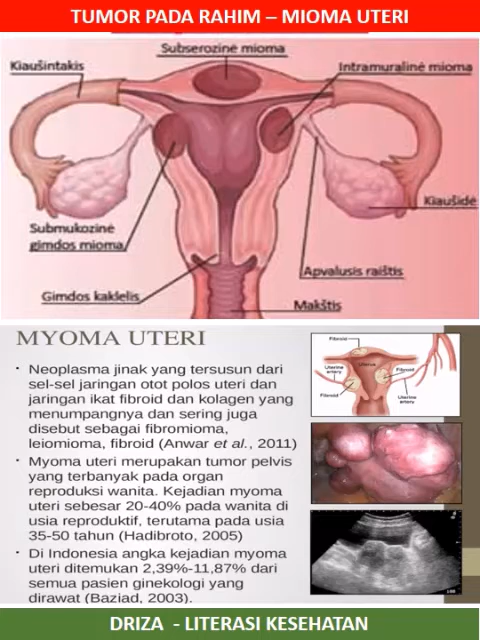 TUMOR PADA RAHIM – MIOMA UTERI
Subserozinė mioma
Kiaušintakis
Intramuralinė mioma
Kiaušidė
Submukozinė
gimdos mioma
Apvalusis raištis
Gimdos kaklelis
Makštis
MYOMA UTERI
• Neoplasma jinak yang tersusun dari
sel-sel jaringan otot polos uteri dan
jaringan ikat fibroid dan kolagen yang
menumpangnya dan sering juga
disebut sebagai fibromioma,
leiomioma, fibroid (Anwar et al., 2011)
• Myoma uteri merupakan tumor pelvis
yang terbanyak pada organ
reproduksi wanita. Kejadian myoma
uteri sebesar 20-40% pada wanita di
usia reproduktif, terutama pada usia
35-50 tahun (Hadibroto, 2005)
• Di Indonesia angka kejadian myoma
uteri ditemukan 2,39%-11,87% dari
semua pasien ginekologi yang
dirawat (Baziad, 2003).
Fibroid
Uterine
artery
Uterus
Fibroid
Fibroid
Uterine
artery
DRIZA - LITERASI KESEHATAN